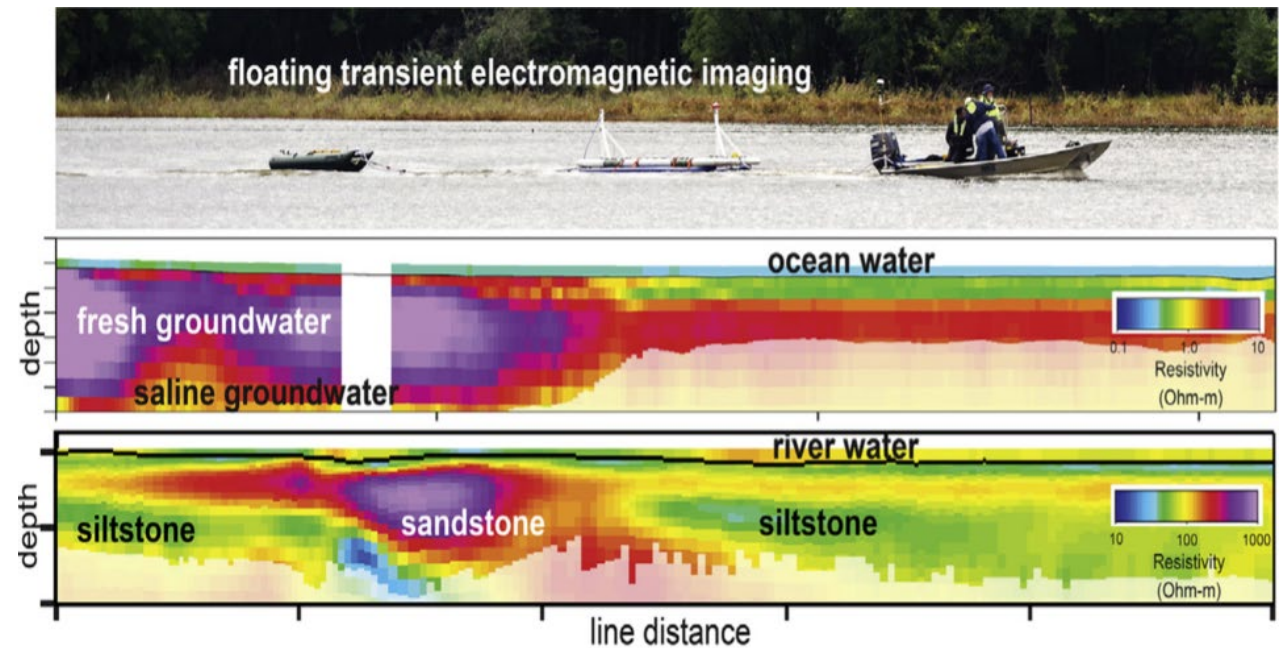 floating transient electromagnetic imaging
ocean water
depth
fresh groundwater
saline groundwater
0.1 1.0 10
Resistivity
(Ohm-m)
river water
depth
siltstone
sandstone
siltstone
10 100 1000
Resistivity
(Ohm-m)
line distance